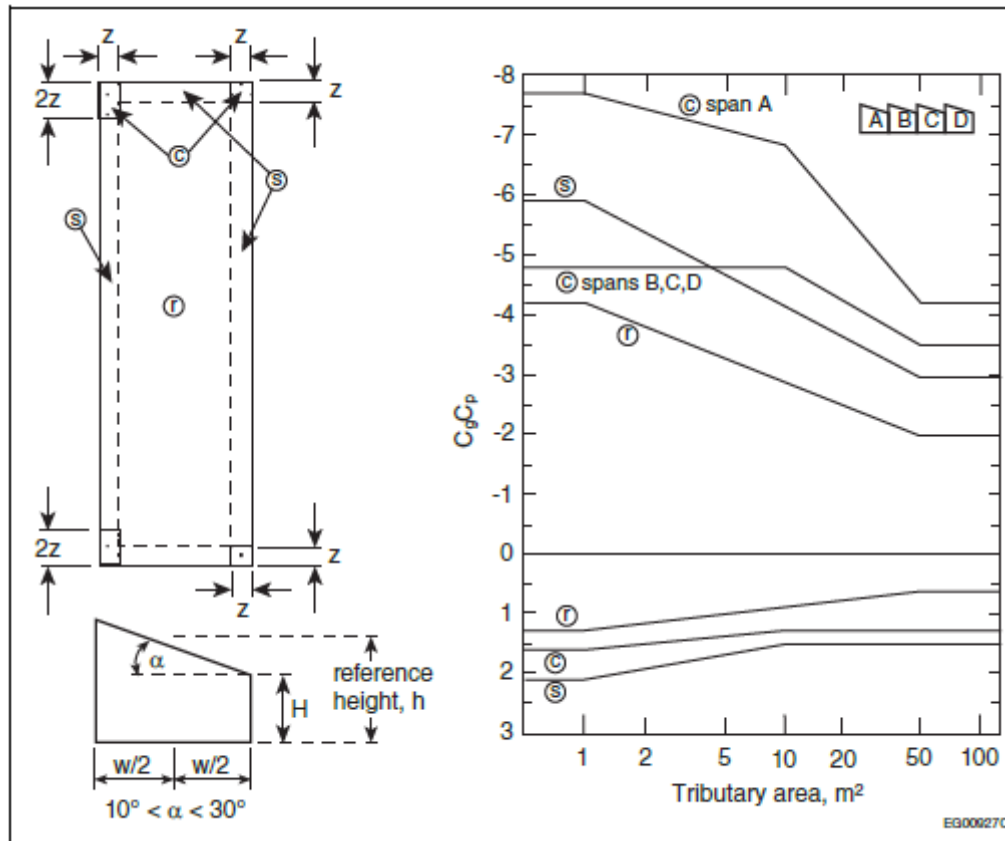 z z
2z z
ⓒ
ⓢ
ⓢ
ⓡ
2z z
z
α
H
reference
height, h
w/2 w/2
10° < α < 30°
-8
-7
-6
-5
-4
-3
-2
-1
0
1
2
3
CgCp
ⓒ span A
A B C D
ⓢ
ⓒ spans B,C,D
ⓡ
ⓡ
ⓒ
ⓢ
1 2 5 10 20 50 100
Tributary area, m²
EG00927C